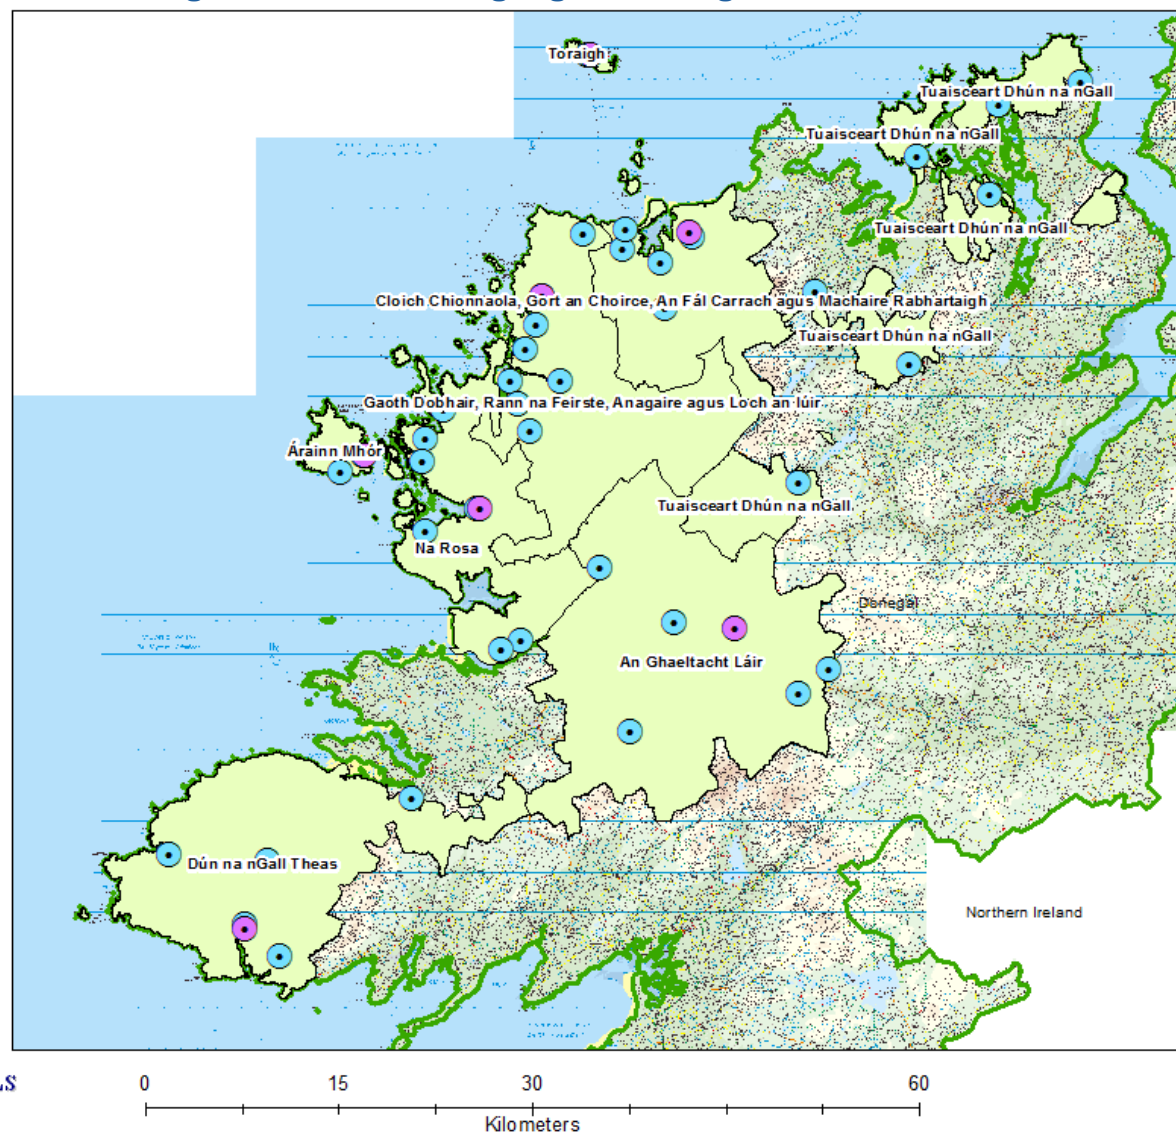 Toraigh
Tuaisceart Dhún na nGall
Tuaisceart Dhún na nGall
Tuaisceart Dhún na nGall
Cloich Chionnaola, Gort an Choirce, An Fál Carrach agus Machaire Rabhartaigh
Tuaisceart Dhún na nGall
Gaoth Dobhair, Rann na Feirste, Anagaire agus Loch an Iúir
Árainn Mhór
Tuaisceart Dhún na nGall
Na Rosa
Donegal
An Ghaeltacht Láir
Dún na nGall Theas
Northern Ireland
0 15 30 60
Kilometers